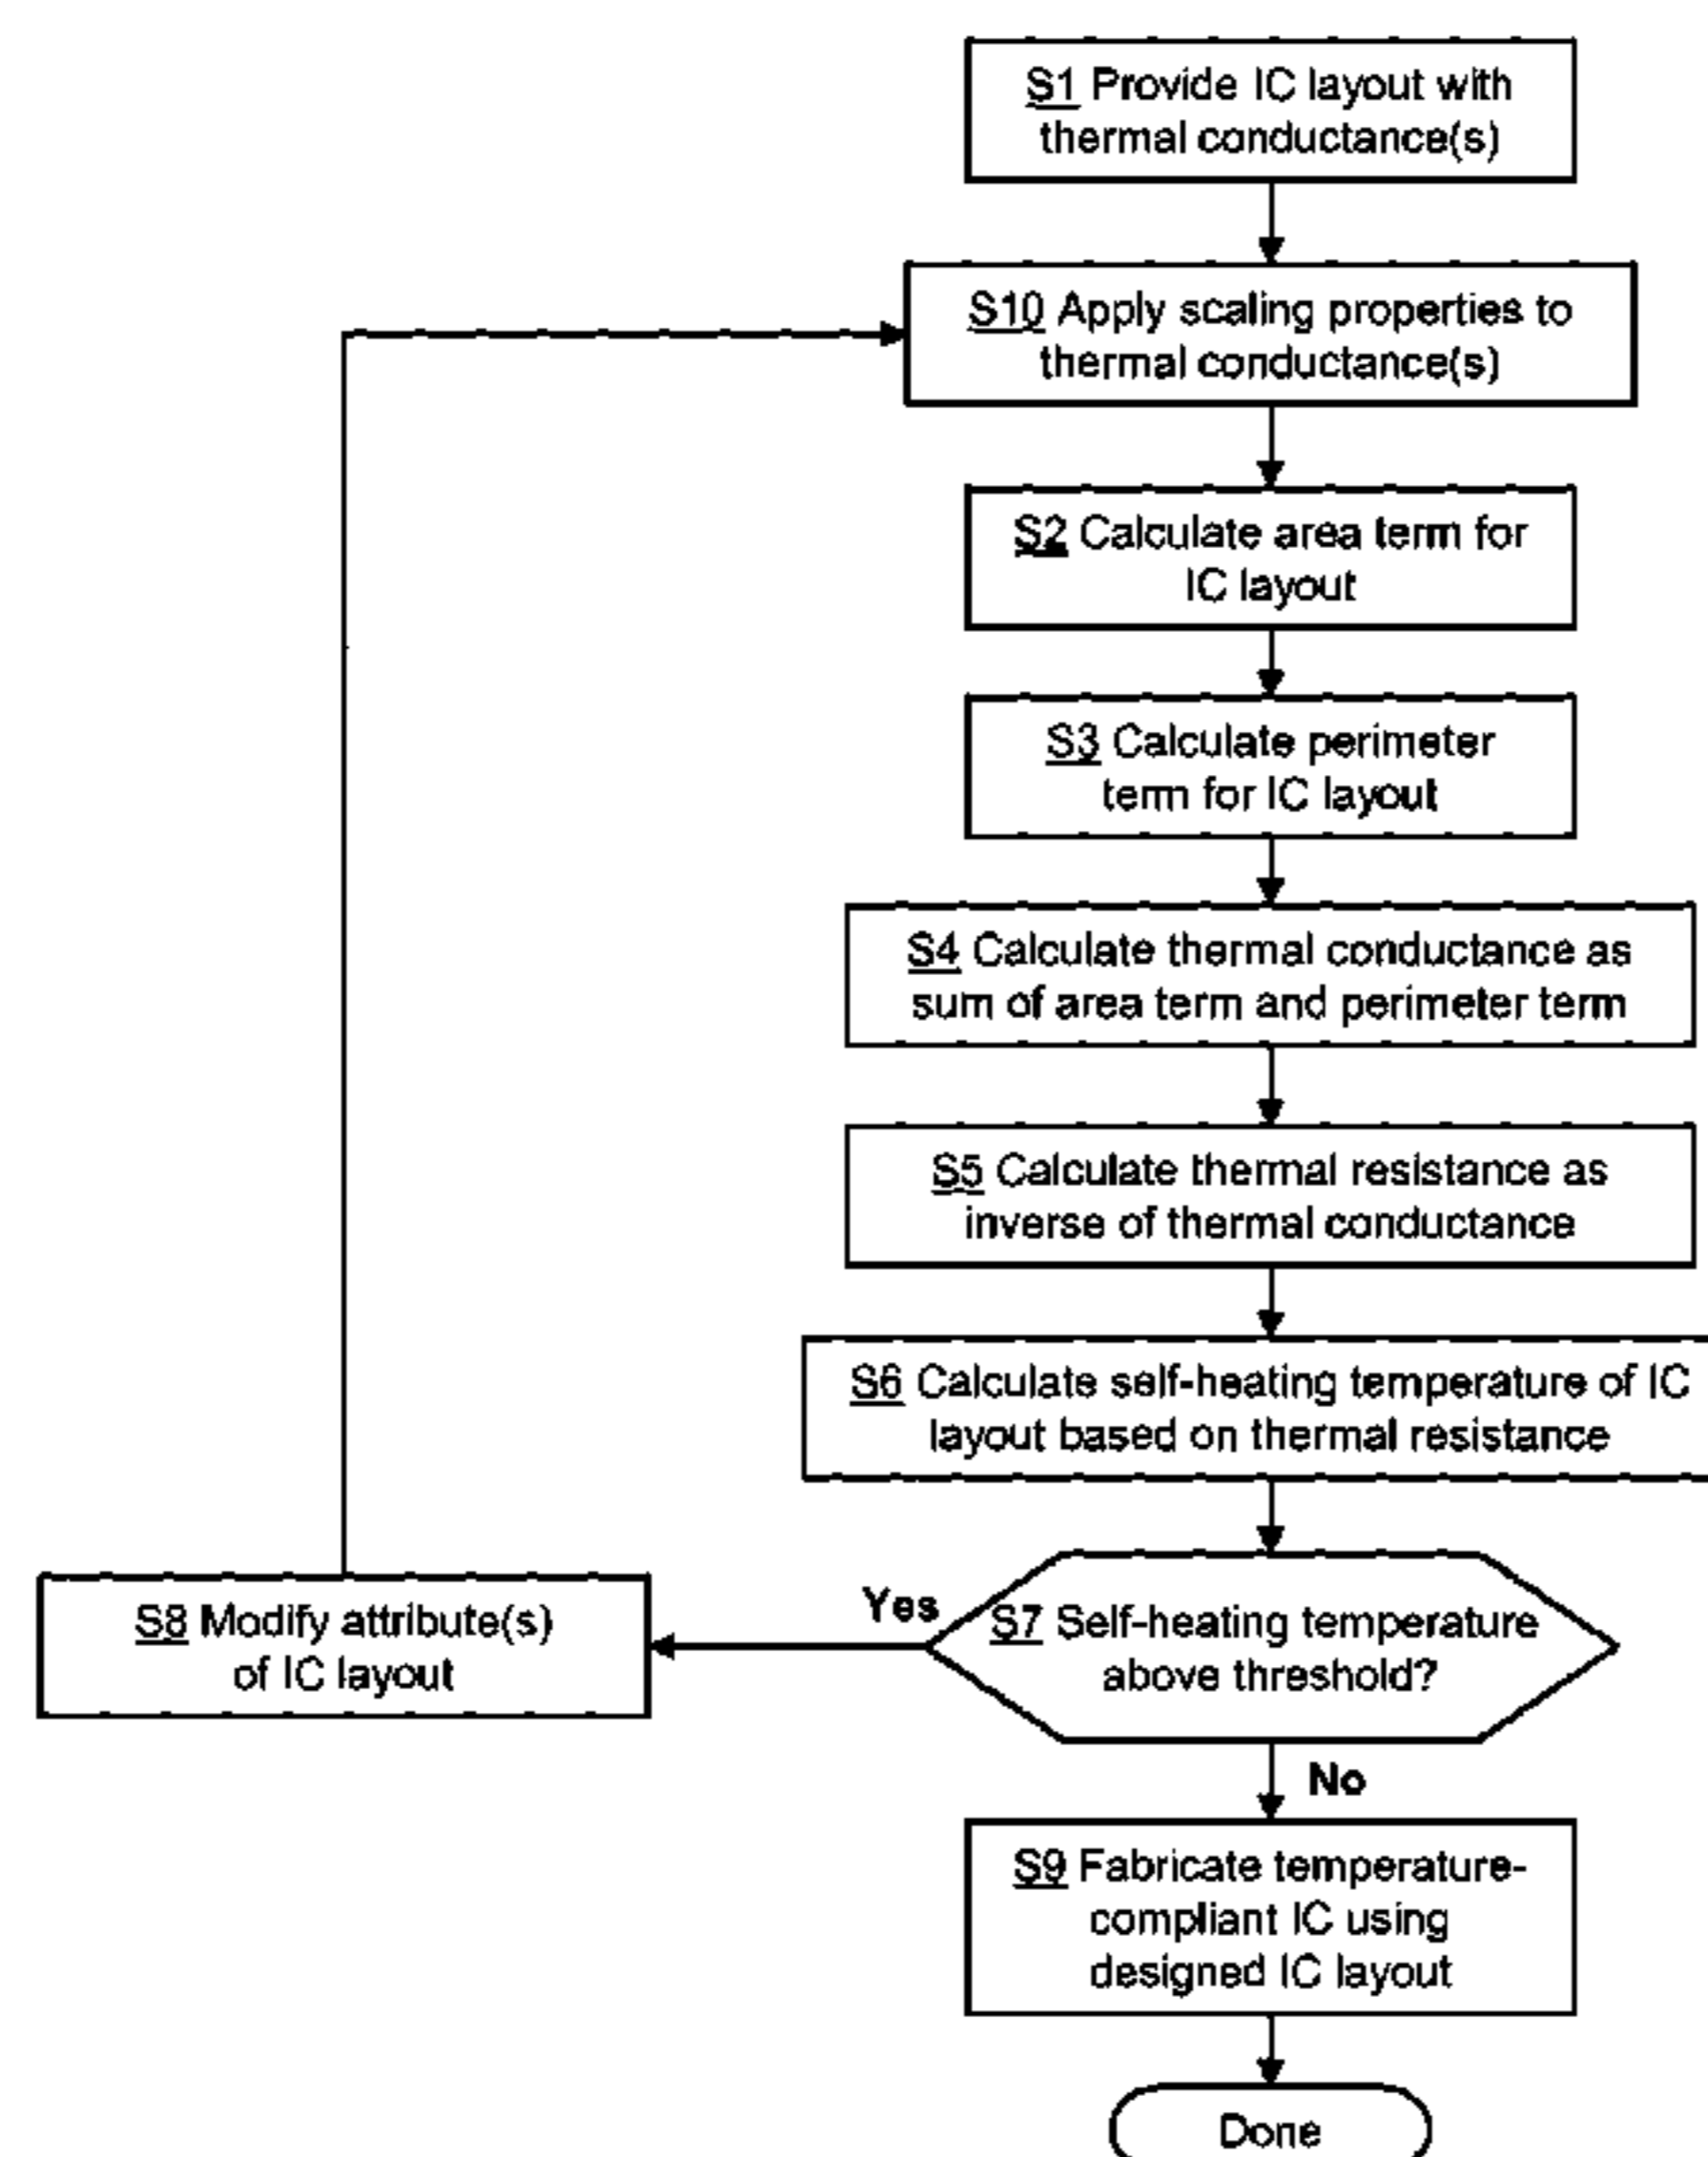 S1 Provide IC layout with
thermal conductance(s)
S10 Apply scaling properties to
thermal conductance(s)
S2 Calculate area term for
IC layout
S3 Calculate perimeter
term for IC layout
S4 Calculate thermal conductance as
sum of area term and perimeter term
S5 Calculate thermal resistance as
inverse of thermal conductance
S6 Calculate self-heating temperature of IC
layout based on thermal resistance
S7 Self-heating temperature
above threshold?
Yes
S8 Modify attribute(s)
of IC layout
No
S9 Fabricate temperature-
compliant IC using
designed IC layout
Done